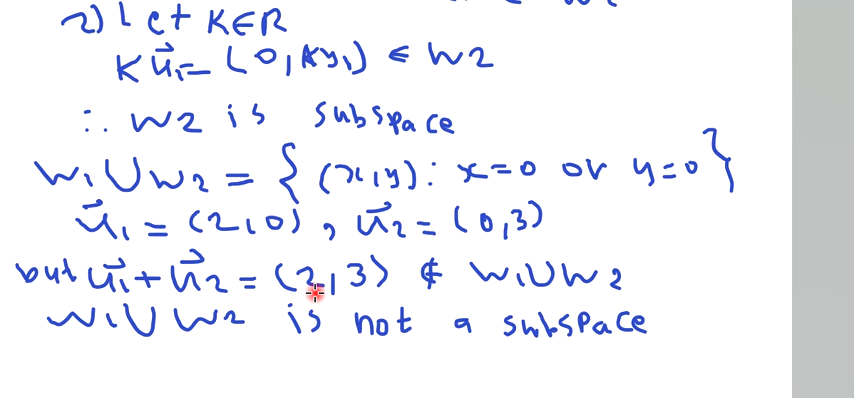 2) Let K∈R
K u⃗₁ = (0, ky₁) ∈ W2
∴ W2 is subspace
W₁∪W₂ = { (x,y): x=0 or y=0 }
u⃗₁ = (2,0), u⃗₂ = (0,3)
but u⃗₁+u⃗₂ = (2,3) ∉ W₁∪W₂
W₁∪W₂ is not a subspace